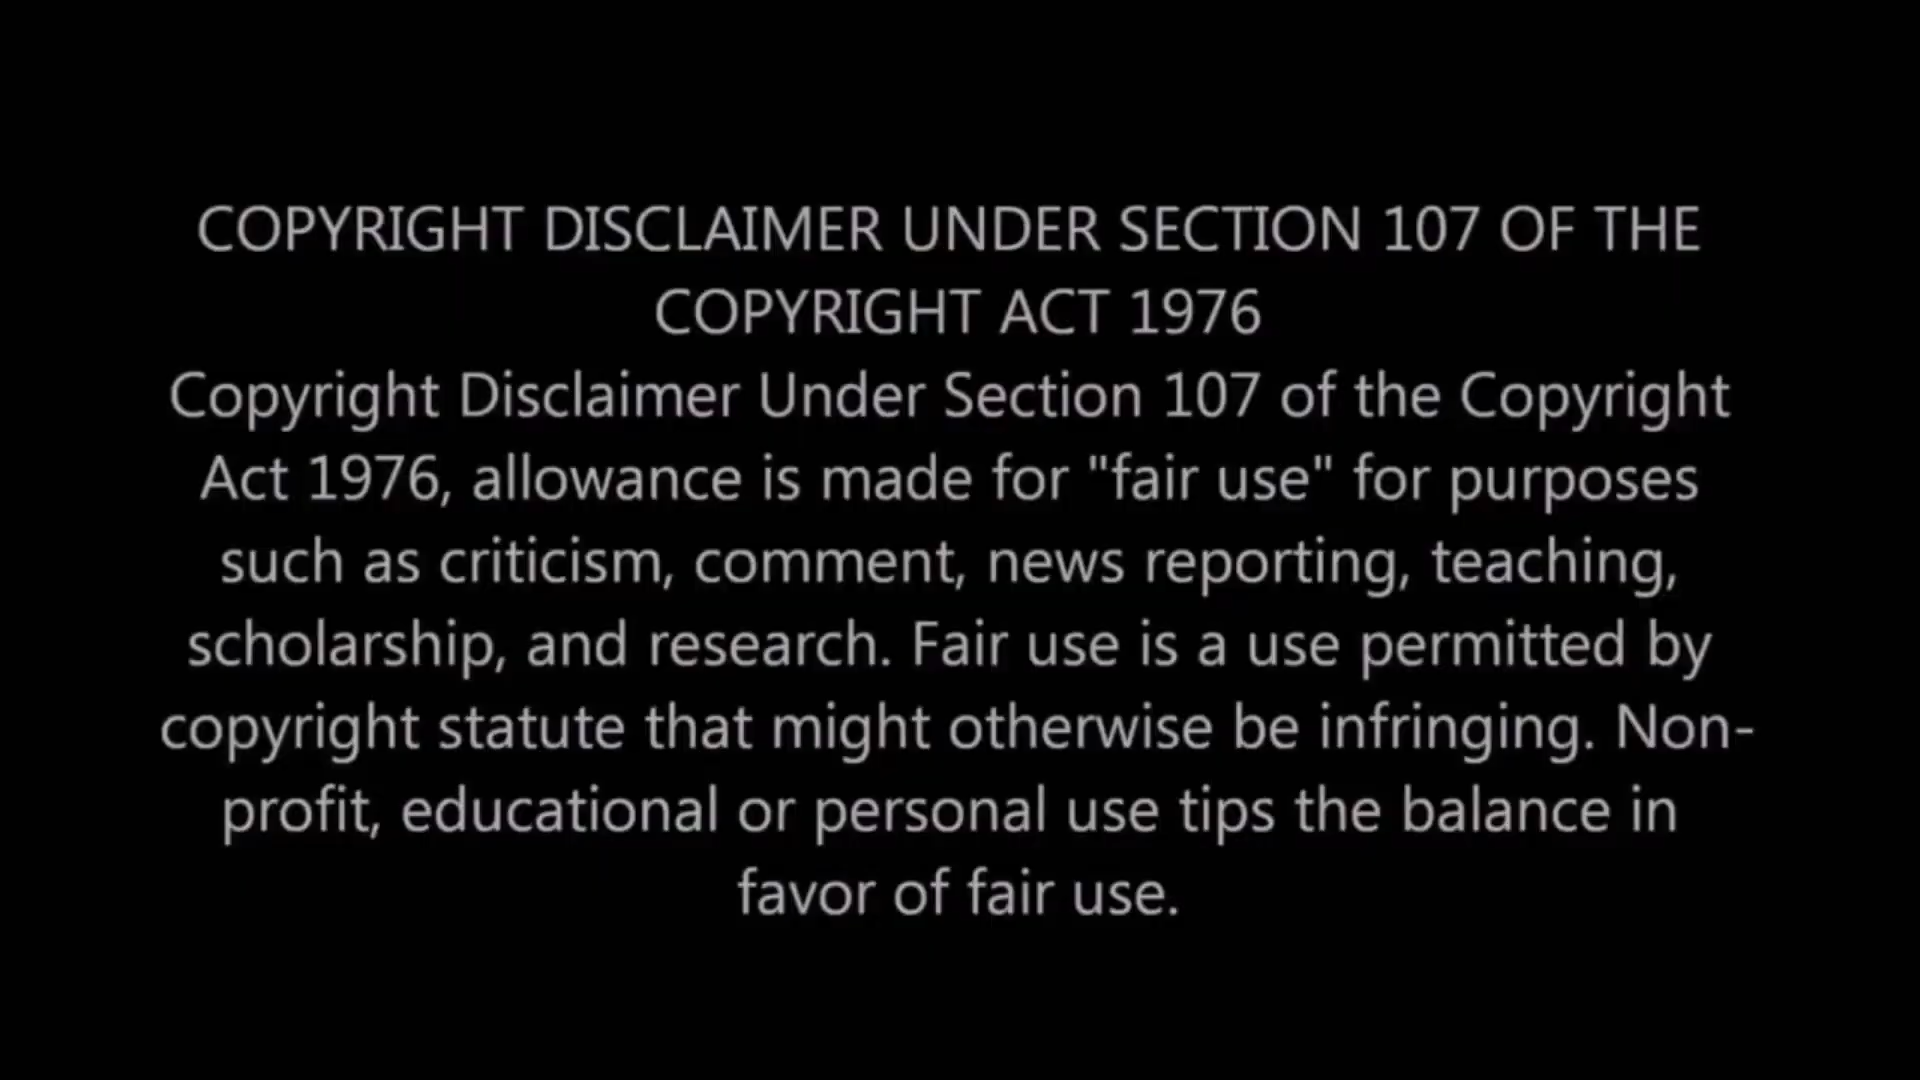 COPYRIGHT DISCLAIMER UNDER SECTION 107 OF THE
COPYRIGHT ACT 1976
Copyright Disclaimer Under Section 107 of the Copyright
Act 1976, allowance is made for "fair use" for purposes
such as criticism, comment, news reporting, teaching,
scholarship, and research. Fair use is a use permitted by
copyright statute that might otherwise be infringing. Non-
profit, educational or personal use tips the balance in
favor of fair use.